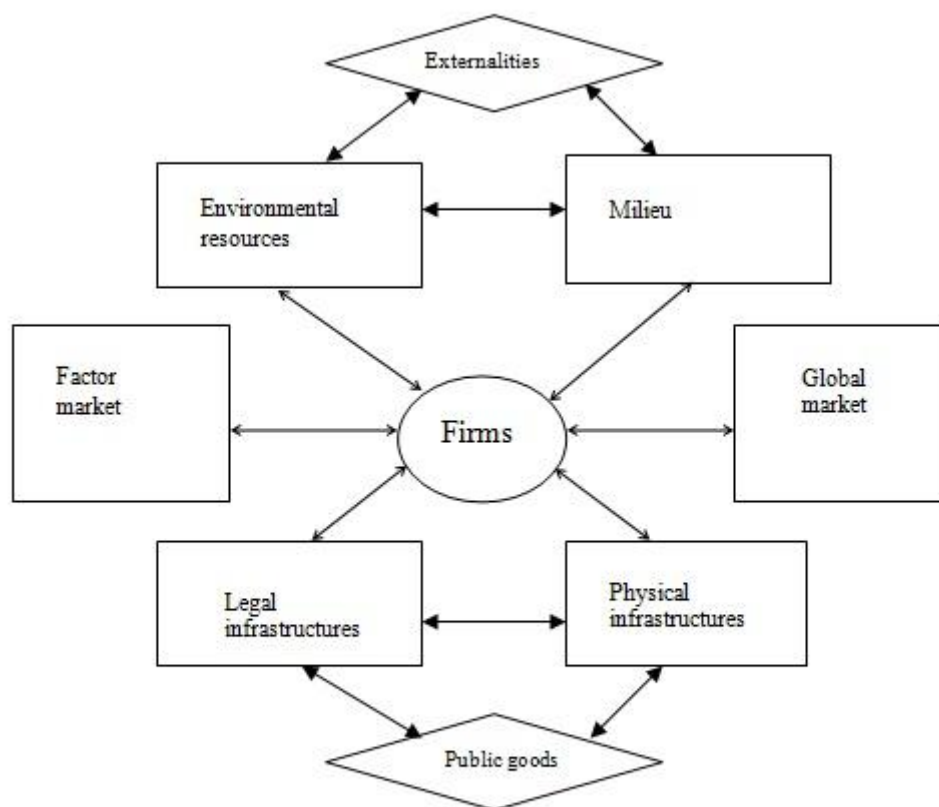 Externalities
Environmental
resources
Milieu
Factor
market
Global
market
Firms
Legal
infrastructures
Physical
infrastructures
Public goods